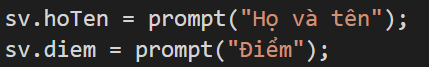 sv.hoTen = prompt("Họ và tên");
sv.diem = prompt("Điểm");